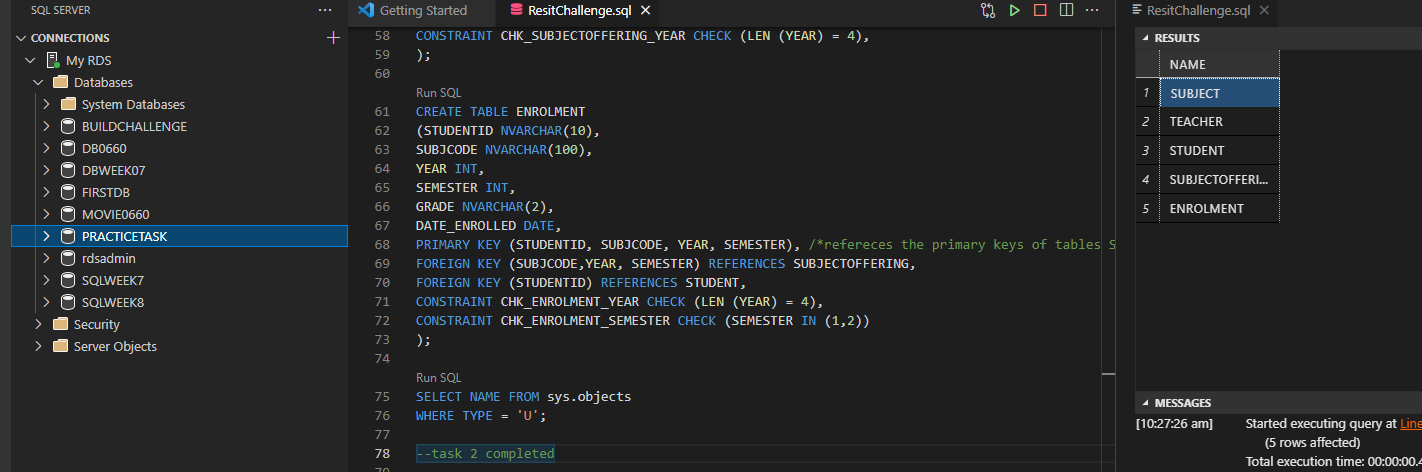 SQL SERVER
CONNECTIONS
My RDS
Databases
System Databases
BUILDCHALLENGE
DB0660
DBWEEK07
FIRSTDB
MOVIE0660
PRACTICETASK
rdsadmin
SQLWEEK7
SQLWEEK8
Security
Server Objects
Getting Started
ResitChallenge.sql
58 CONSTRAINT CHK_SUBJECTOFFERING_YEAR CHECK (LEN (YEAR) = 4),
59 );
60
Run SQL
61 CREATE TABLE ENROLMENT
62 (STUDENTID NVARCHAR(10),
63 SUBJCODE NVARCHAR(100),
64 YEAR INT,
65 SEMESTER INT,
66 GRADE NVARCHAR(2),
67 DATE_ENROLLED DATE,
68 PRIMARY KEY (STUDENTID, SUBJCODE, YEAR, SEMESTER), /*refereces the primary keys of tables S
69 FOREIGN KEY (SUBJCODE,YEAR, SEMESTER) REFERENCES SUBJECTOFFERING,
70 FOREIGN KEY (STUDENTID) REFERENCES STUDENT,
71 CONSTRAINT CHK_ENROLMENT_YEAR CHECK (LEN (YEAR) = 4),
72 CONSTRAINT CHK_ENROLMENT_SEMESTER CHECK (SEMESTER IN (1,2))
73 );
74
Run SQL
75 SELECT NAME FROM sys.objects
76 WHERE TYPE = 'U';
77
78 --task 2 completed
ResitChallenge.sql
RESULTS
NAME
1 SUBJECT
2 TEACHER
3 STUDENT
4 SUBJECTOFFERI...
5 ENROLMENT
MESSAGES
[10:27:26 am] Started executing query at Line
(5 rows affected)
Total execution time: 00:00:00.4